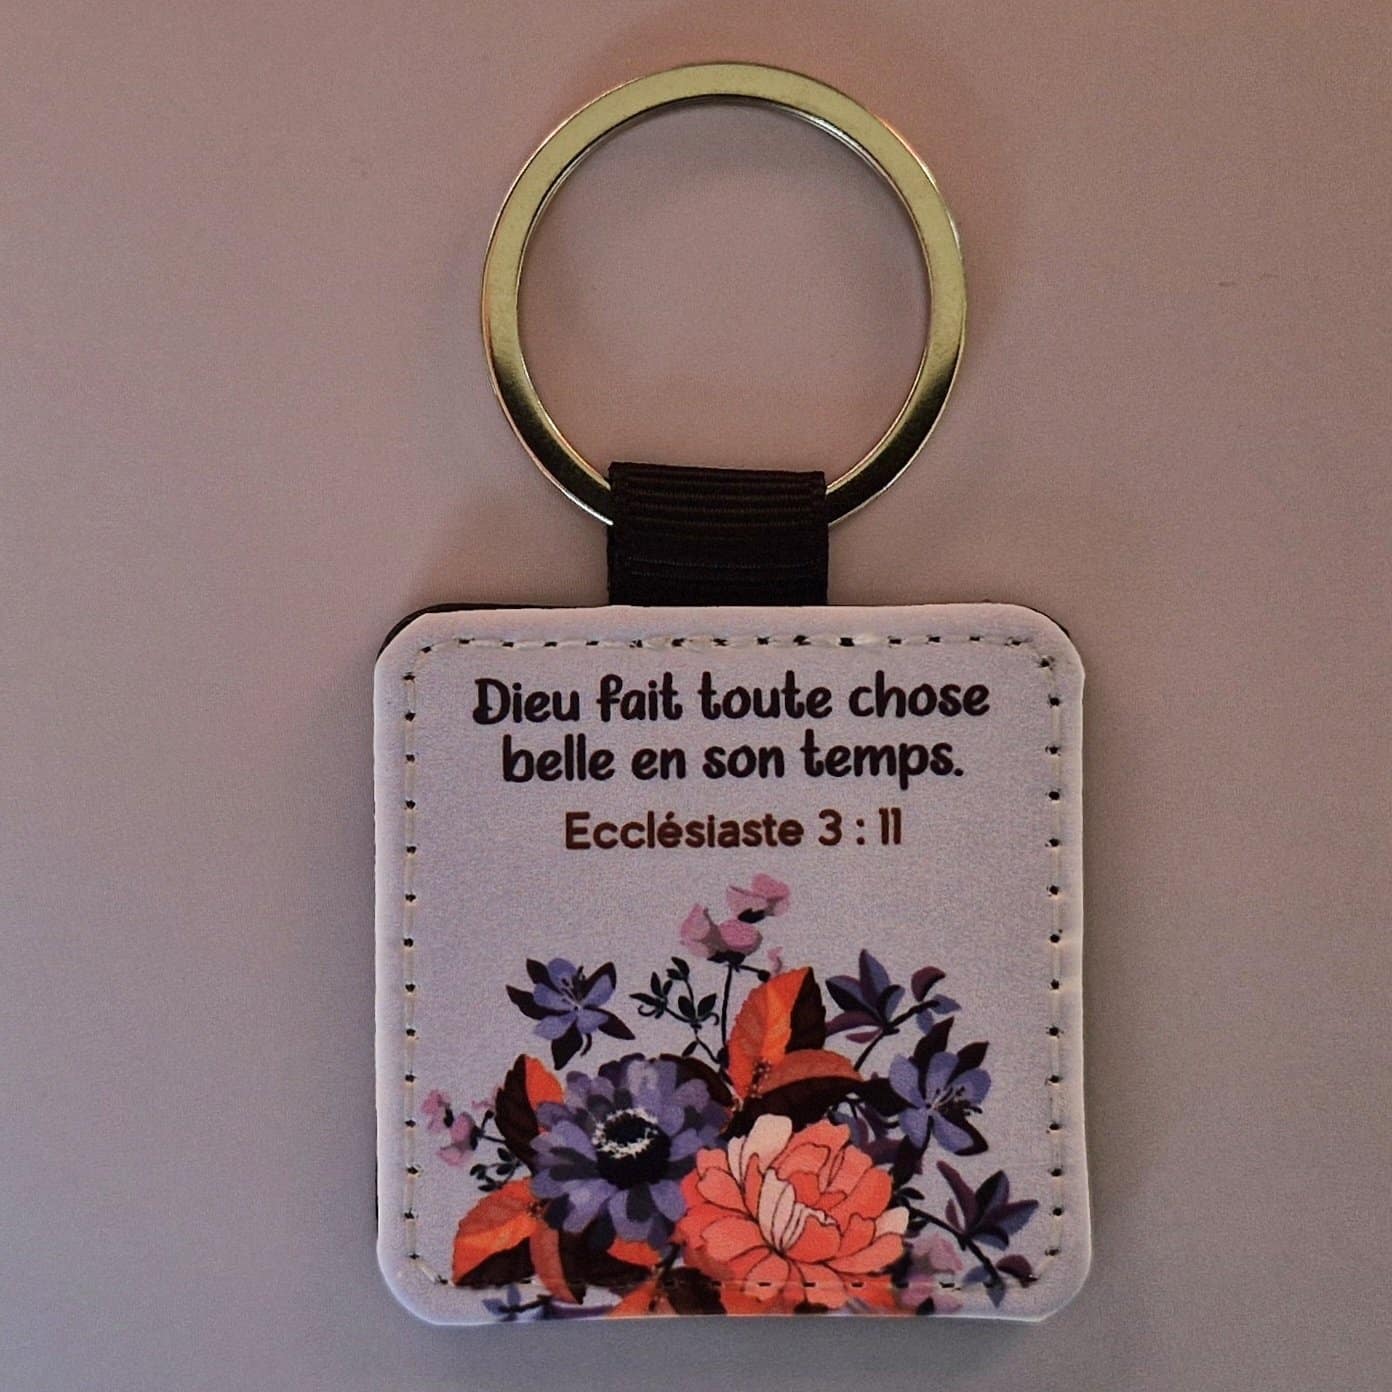 Dieu fait toute chose
belle en son temps.
Ecclésiaste 3 : 11